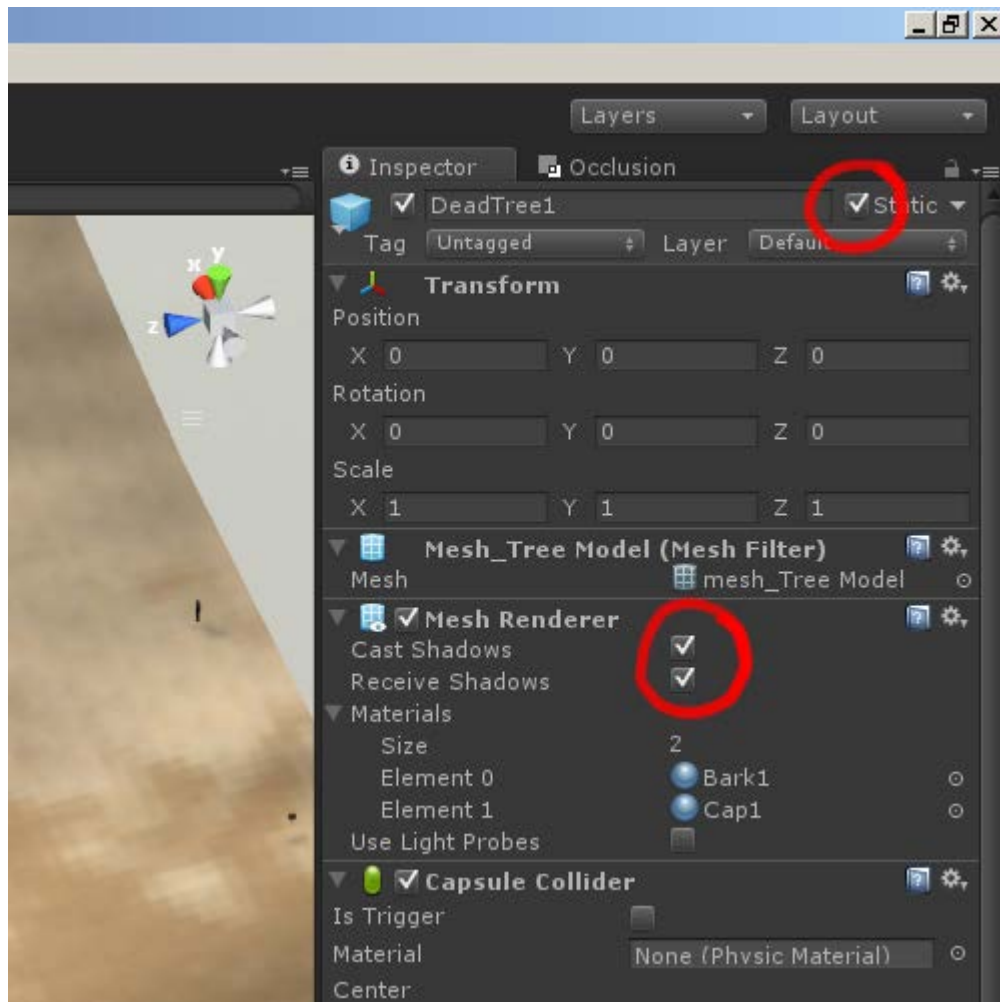 Layers Layout
Inspector Occlusion
DeadTree1 Static
Tag Untagged Layer Default
Transform
Position
X 0 Y 0 Z 0
Rotation
X 0 Y 0 Z 0
Scale
X 1 Y 1 Z 1
Mesh_Tree Model (Mesh Filter)
Mesh mesh_Tree Model
Mesh Renderer
Cast Shadows
Receive Shadows
Materials
Size 2
Element 0 Bark1
Element 1 Cap1
Use Light Probes
Capsule Collider
Is Trigger
Material None (Physic Material)
Center
x y
z